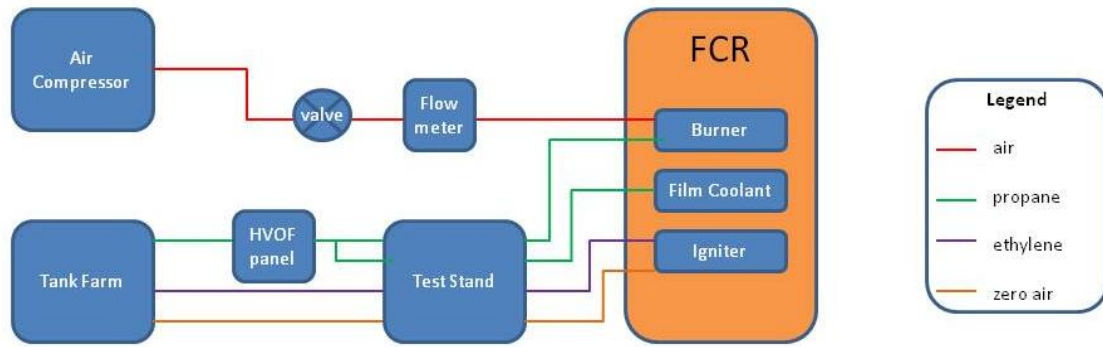 Air
Compressor
valve
Flow
meter
FCR
Burner
Film Coolant
Igniter
Tank Farm
HVOF
panel
Test Stand
Legend
air
propane
ethylene
zero air